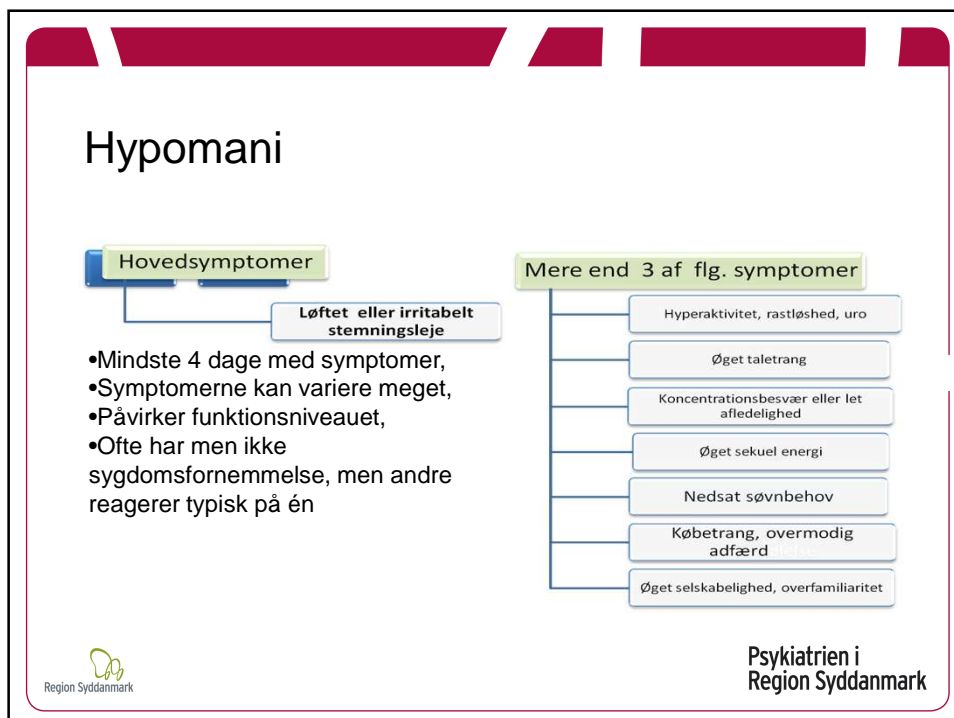 Hypomani
Hovedsymptomer
Løftet eller irritabelt
stemningsleje
•Mindste 4 dage med symptomer,
•Symptomerne kan variere meget,
•Påvirker funktionsniveauet,
•Ofte har men ikke
sygdomsfornemmelse, men andre
reagerer typisk på én
Mere end 3 af flg. symptomer
Hyperaktivitet, rastløshed, uro
Øget taletrang
Koncentrationsbesvær eller let
afledelighed
Øget sekuel energi
Nedsat søvnbehov
Købetrang, overmodig
adfærd
Øget selskabelighed, overfamiliaritet
Region Syddanmark
Psykiatrien i
Region Syddanmark